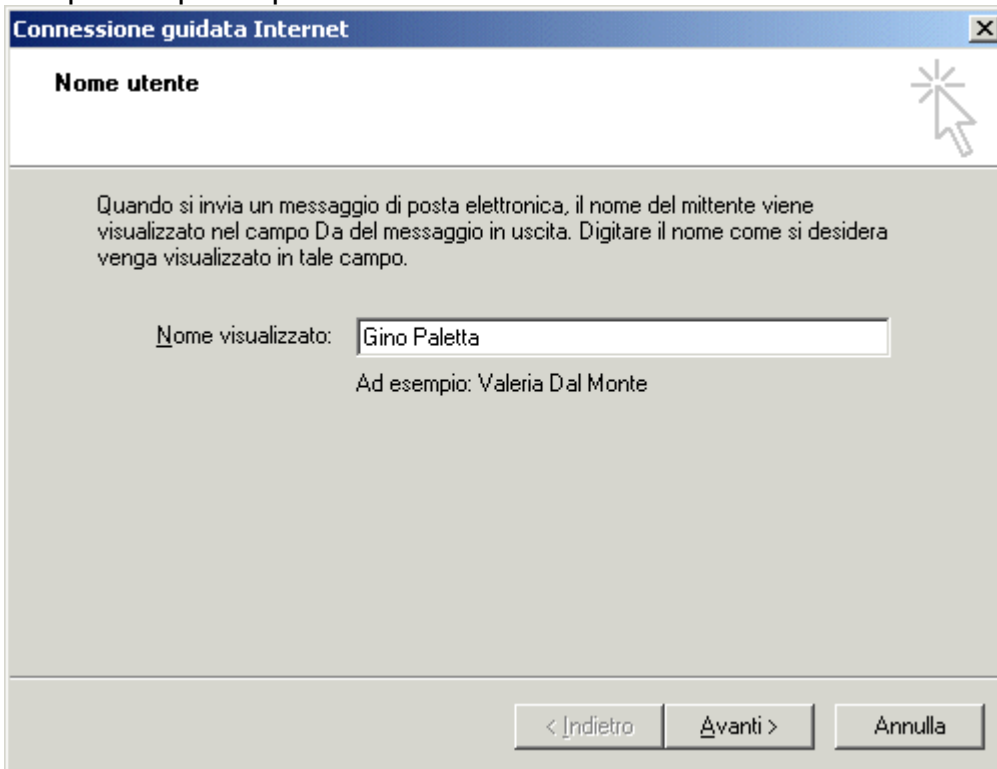 Connessione guidata Internet
Nome utente
Quando si invia un messaggio di posta elettronica, il nome del mittente viene
visualizzato nel campo Da del messaggio in uscita. Digitare il nome come si desidera
venga visualizzato in tale campo.
Nome visualizzato: Gino Paletta
Ad esempio: Valeria Dal Monte
< Indietro Avanti > Annulla